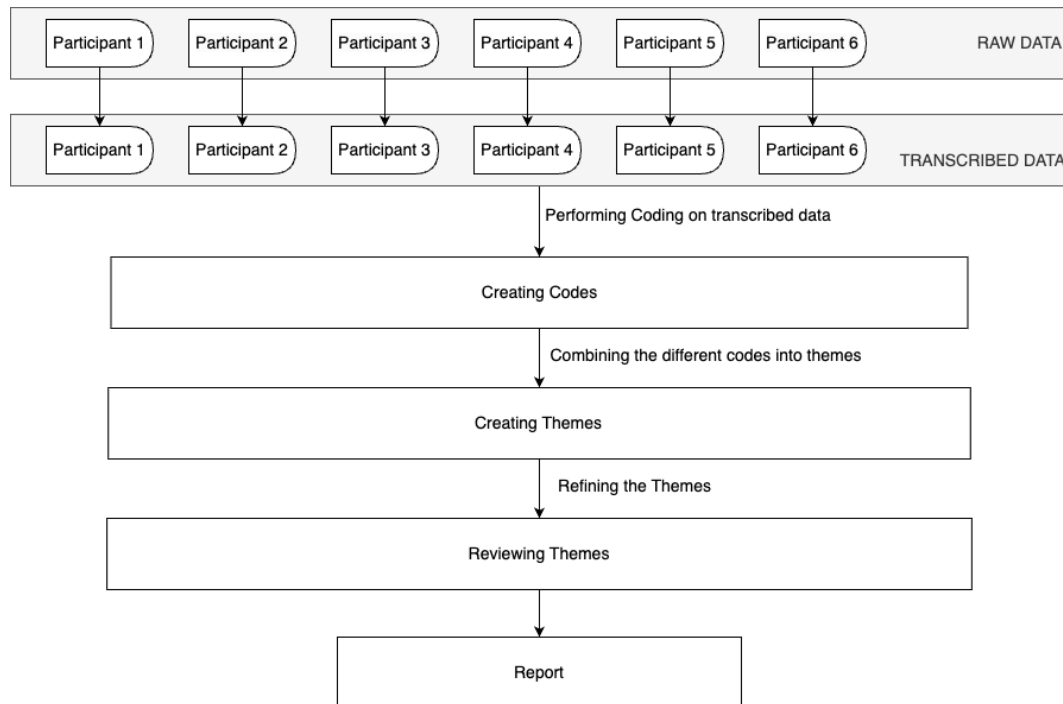 Participant 1
Participant 2
Participant 3
Participant 4
Participant 5
Participant 6
RAW DATA
Participant 1
Participant 2
Participant 3
Participant 4
Participant 5
Participant 6
TRANSCRIBED DATA
Performing Coding on transcribed data
Creating Codes
Combining the different codes into themes
Creating Themes
Refining the Themes
Reviewing Themes
Report